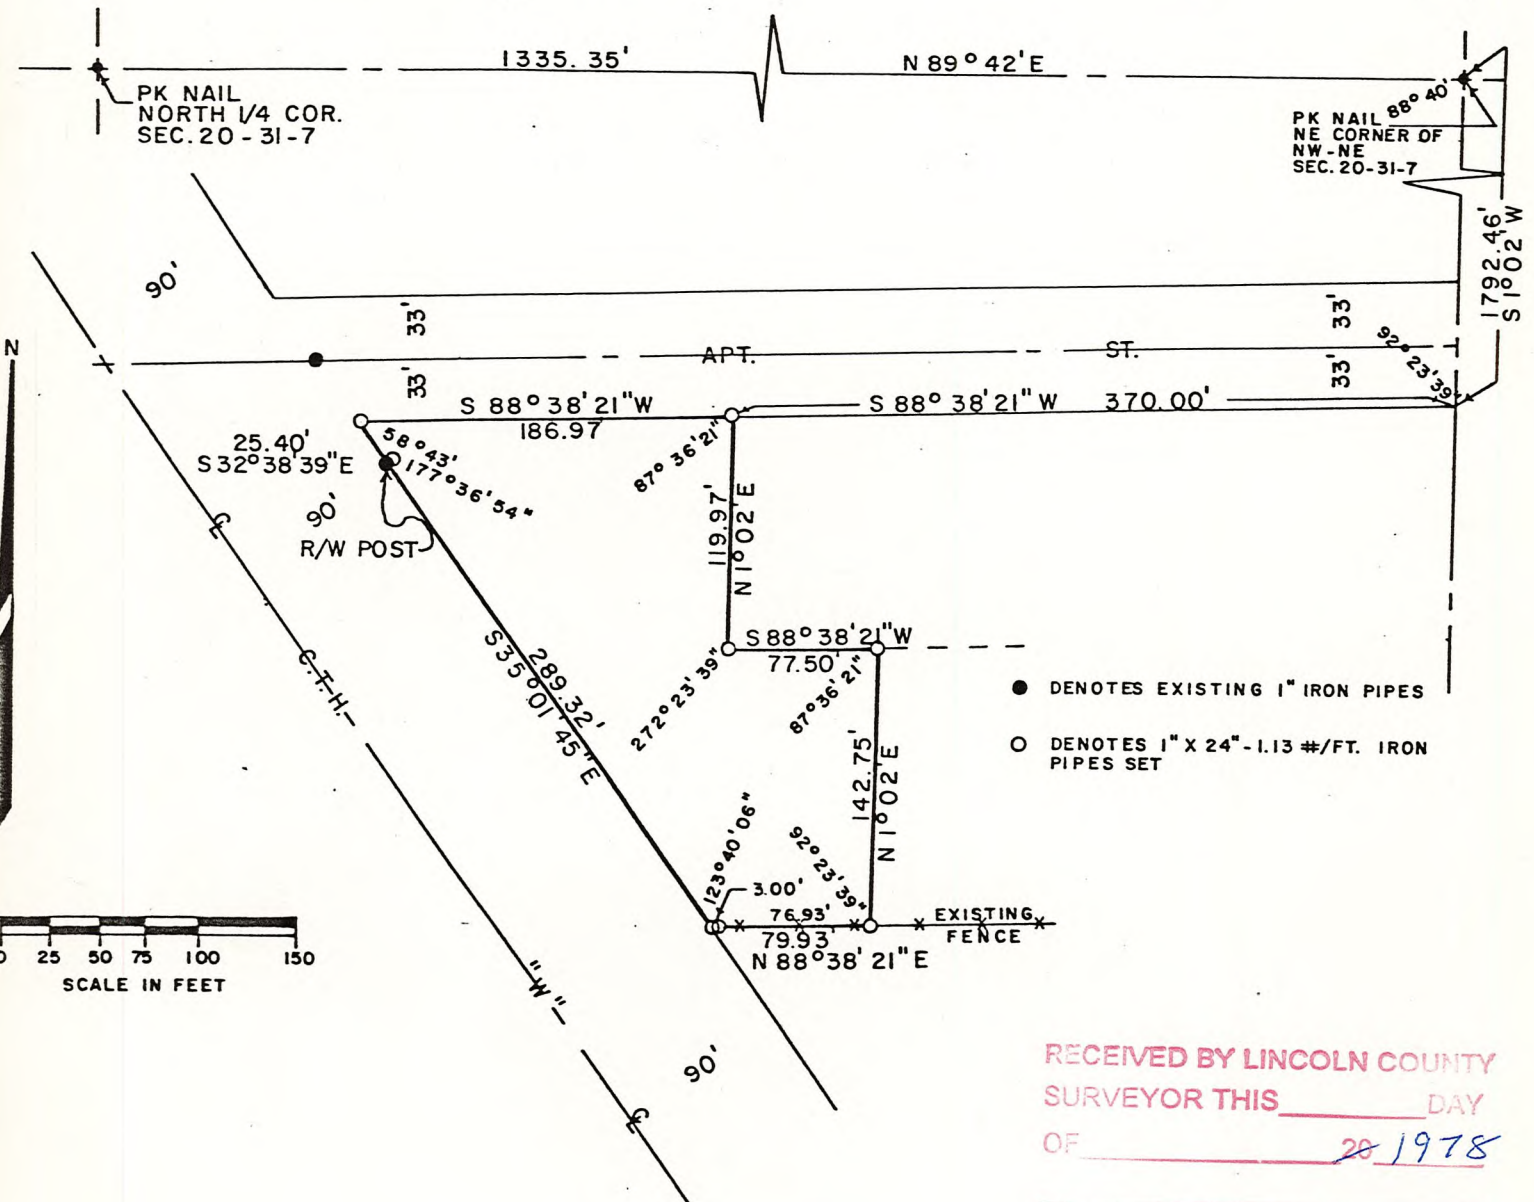 1335.35'
N 89° 42' E
PK NAIL
NORTH 1/4 COR.
SEC. 20 - 31 - 7
88° 40'
PK NAIL
NE CORNER OF
NW - NE
SEC. 20-31-7
1792.46'
S 1° 02' W
90'
33'
33'
N
APT. ST.
33'
33'
92° 23' 39"
S 88° 38' 21" W
186.97'
S 88° 38' 21" W 370.00'
25.40'
S 32° 38' 39" E
58° 43'
177° 36' 54"
87° 36' 21"
90'
R/W POST
℄
119.97'
N 1° 02' E
S 88° 38' 21" W
77.50'
289.32'
S 35° 01' 45" E
272° 23' 39"
87° 36' 21"
C.T.H.
● DENOTES EXISTING 1" IRON PIPES
○ DENOTES 1" X 24" - 1.13 #/FT. IRON
PIPES SET
142.75'
N 1° 02' E
123° 40' 06"
92° 23' 39"
3.00'
76.93'
79.93'
N 88° 38' 21" E
EXISTING
FENCE
0 25 50 75 100 150
SCALE IN FEET
"W"
90'
℄
RECEIVED BY LINCOLN COUNTY
SURVEYOR THIS DAY
OF 20 1978